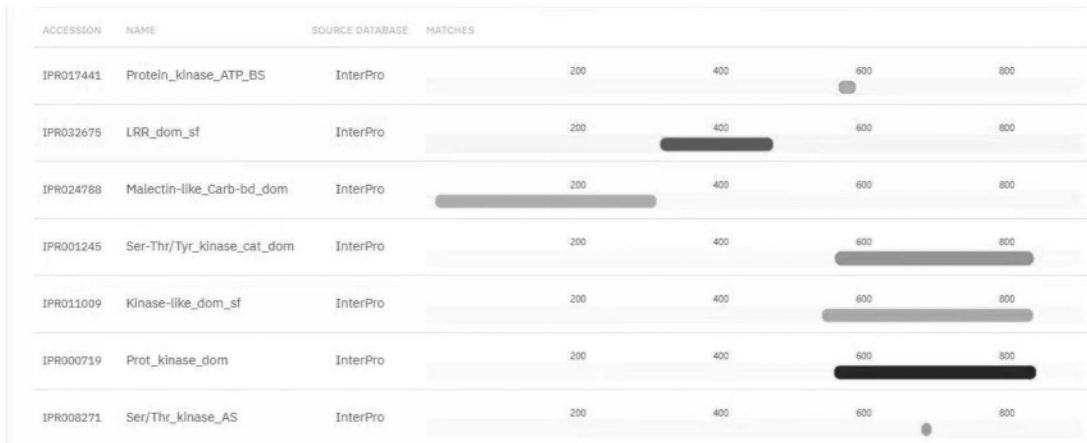 ACCESSION NAME SOURCE DATABASE MATCHES
200 400 600 800
IPR017441 Protein_kinase_ATP_BS InterPro
200 400 600 800
IPR032675 LRR_dom_sf InterPro
200 400 600 800
IPR024788 Malectin-like_Carb-bd_dom InterPro
200 400 600 800
IPR001245 Ser-Thr/Tyr_kinase_cat_dom InterPro
200 400 600 800
IPR011009 Kinase-like_dom_sf InterPro
200 400 600 800
IPR000719 Prot_kinase_dom InterPro
200 400 600 800
IPR008271 Ser/Thr_kinase_AS InterPro